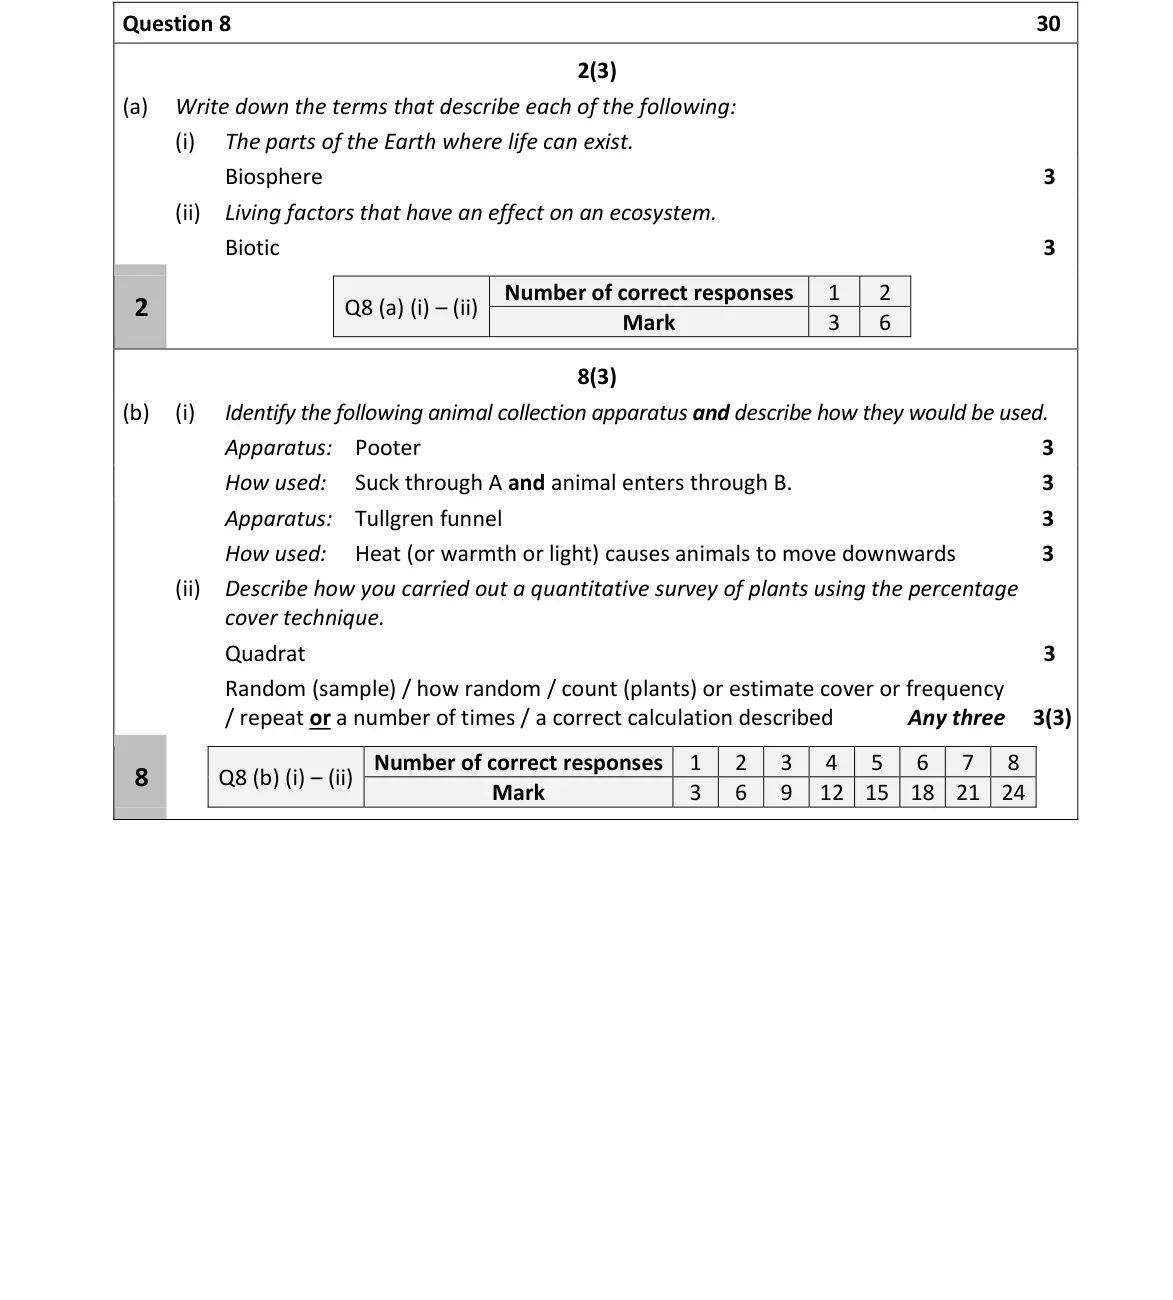 Question 8 30
2(3)
(a) Write down the terms that describe each of the following:
(i) The parts of the Earth where life can exist.
Biosphere 3
(ii) Living factors that have an effect on an ecosystem.
Biotic 3
2
Q8 (a) (i) – (ii) Number of correct responses 1 2
Mark 3 6
8(3)
(b) (i) Identify the following animal collection apparatus and describe how they would be used.
Apparatus: Pooter 3
How used: Suck through A and animal enters through B. 3
Apparatus: Tullgren funnel 3
How used: Heat (or warmth or light) causes animals to move downwards 3
(ii) Describe how you carried out a quantitative survey of plants using the percentage
cover technique.
Quadrat 3
Random (sample) / how random / count (plants) or estimate cover or frequency
/ repeat or a number of times / a correct calculation described Any three 3(3)
8
Q8 (b) (i) – (ii) Number of correct responses 1 2 3 4 5 6 7 8
Mark 3 6 9 12 15 18 21 24